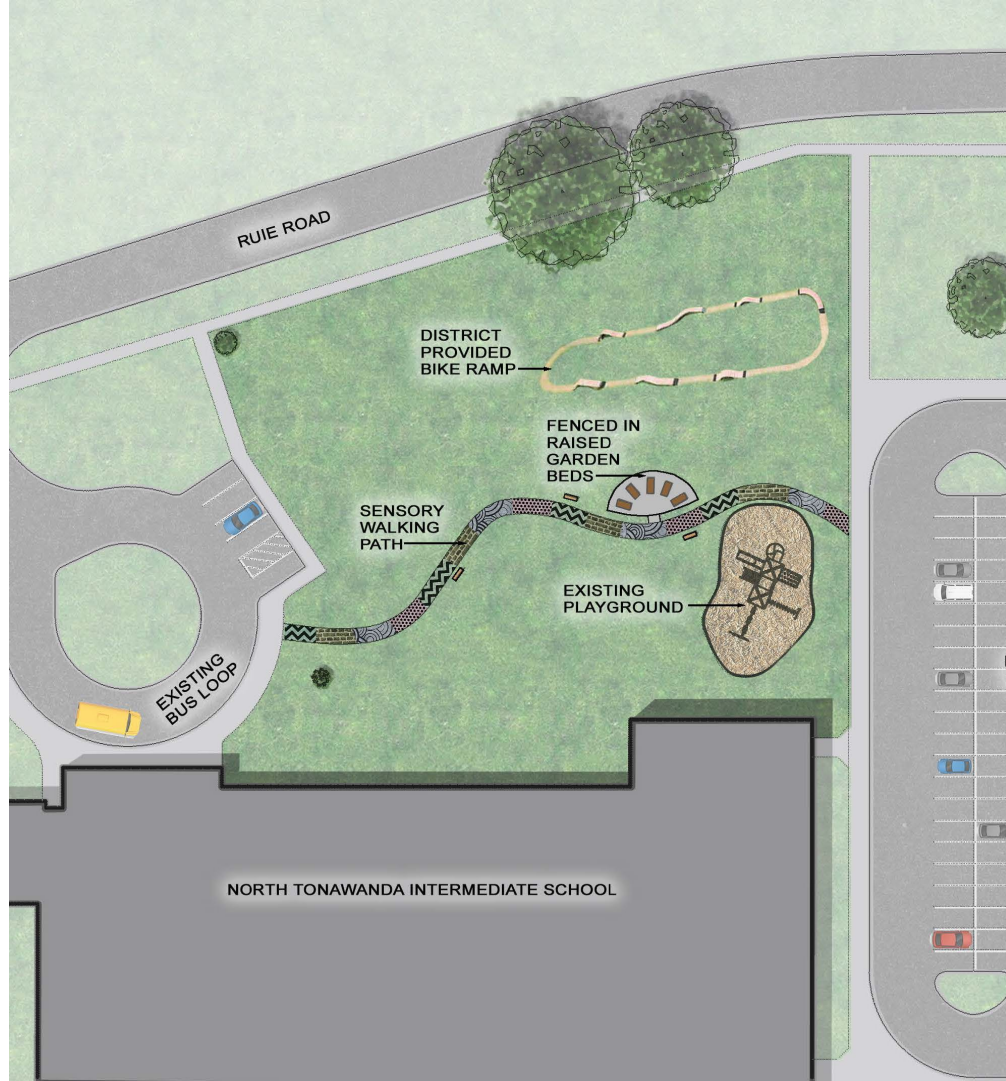 RUIE ROAD
DISTRICT
PROVIDED
BIKE RAMP
FENCED IN
RAISED
GARDEN
BEDS
SENSORY
WALKING
PATH
EXISTING
PLAYGROUND
EXISTING
BUS LOOP
NORTH TONAWANDA INTERMEDIATE SCHOOL